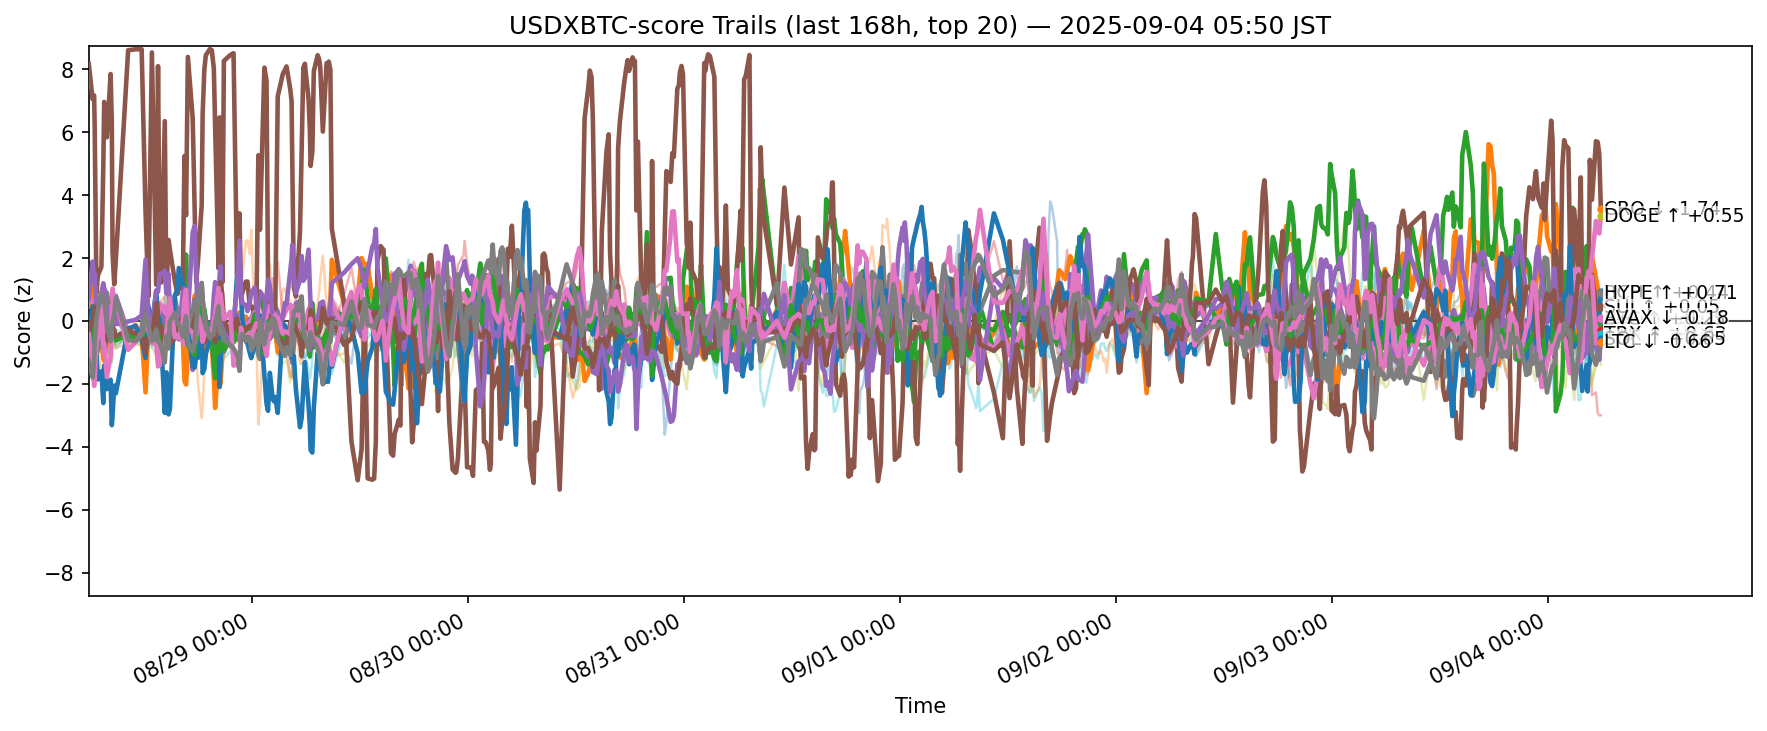 USDXBTC-score Trails (last 168h, top 20) — 2025-09-04 05:50 JST
Score (z)
8
6
4
2
0
−2
−4
−6
−8
DOGE ↑ +0.55
HYPE ↑ +0.71
AVAX ↓ -0.18
LTC ↓ -0.66
08/29 00:00
08/30 00:00
08/31 00:00
09/01 00:00
09/02 00:00
09/03 00:00
09/04 00:00
Time